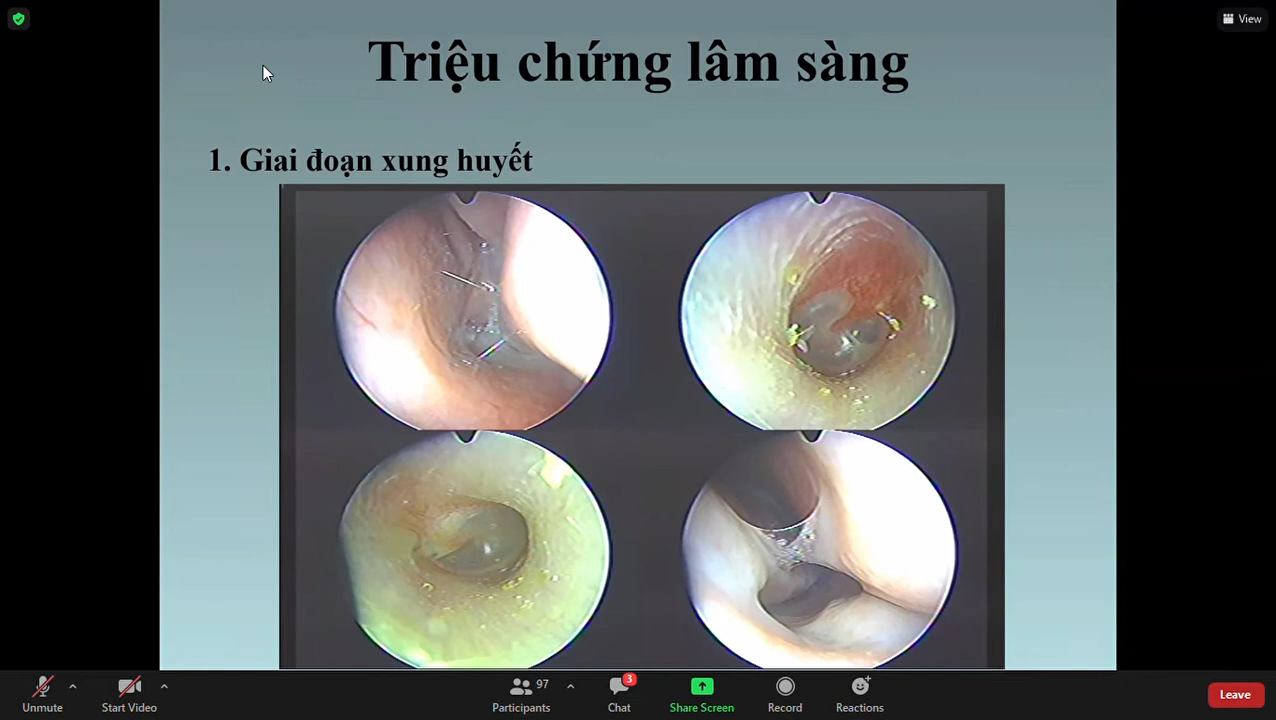 View
Triệu chứng lâm sàng
1. Giai đoạn xung huyết
97
3
Unmute
Start Video
Participants
Chat
Share Screen
Record
Reactions
Leave